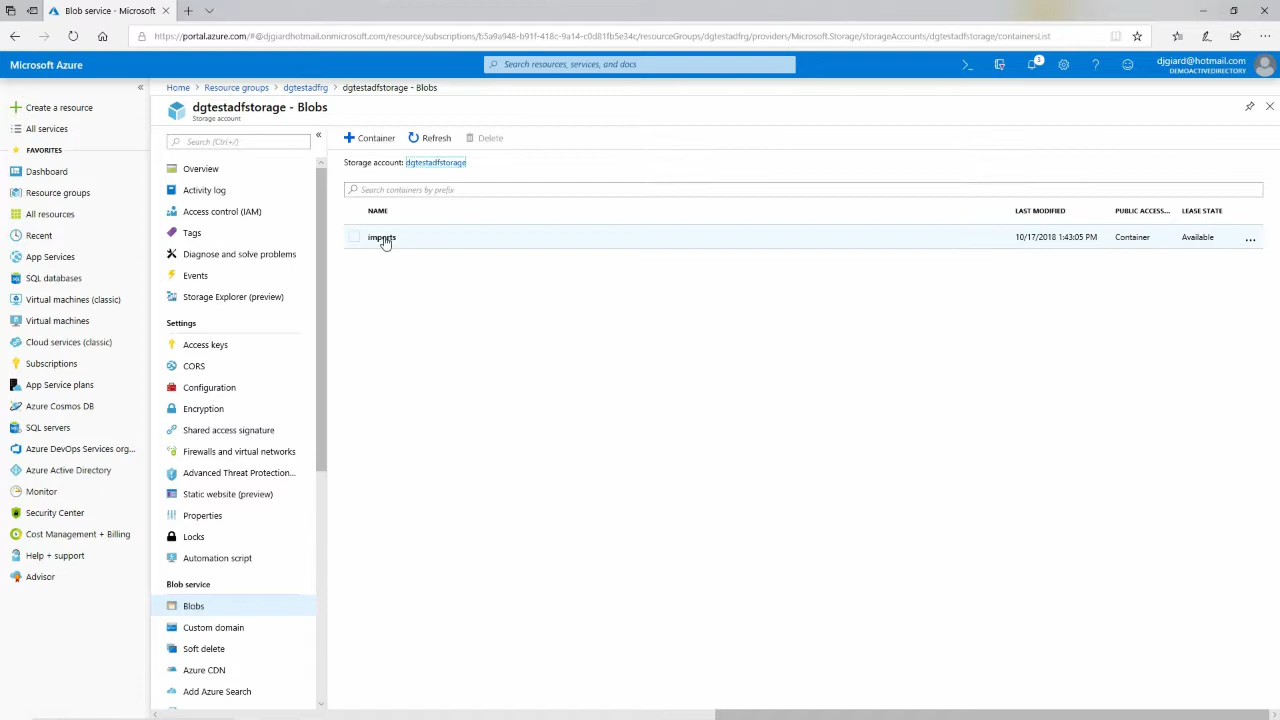 Blob service - Microsoft
https://portal.azure.com/#@djgiardhotmail.onmicrosoft.com/resource/subscriptions/b5a9a948-b91f-418c-9a14-c0d81fb5e34c/resourceGroups/dgtestadfrg/providers/Microsoft.Storage/storageAccounts/dgtestadfstorage/containersList
Microsoft Azure
Search resources, services, and docs
3
djgiard@hotmail.com
DEMOACTIVEDIRECTORY
Home > Resource groups > dgtestadfrg > dgtestadfstorage - Blobs
dgtestadfstorage - Blobs
Storage account
Create a resource
All services
FAVORITES
Dashboard
Resource groups
All resources
Recent
App Services
SQL databases
Virtual machines (classic)
Virtual machines
Cloud services (classic)
Subscriptions
App Service plans
Azure Cosmos DB
SQL servers
Azure DevOps Services org...
Azure Active Directory
Monitor
Security Center
Cost Management + Billing
Help + support
Advisor
Search (Ctrl+/)
Overview
Activity log
Access control (IAM)
Tags
Diagnose and solve problems
Events
Storage Explorer (preview)
Settings
Access keys
CORS
Configuration
Encryption
Shared access signature
Firewalls and virtual networks
Advanced Threat Protection...
Static website (preview)
Properties
Locks
Automation script
Blob service
Blobs
Custom domain
Soft delete
Azure CDN
Add Azure Search
Container Refresh Delete
Storage account: dgtestadfstorage
Search containers by prefix
NAME LAST MODIFIED PUBLIC ACCESS... LEASE STATE
imports 10/17/2018 1:43:05 PM Container Available ...